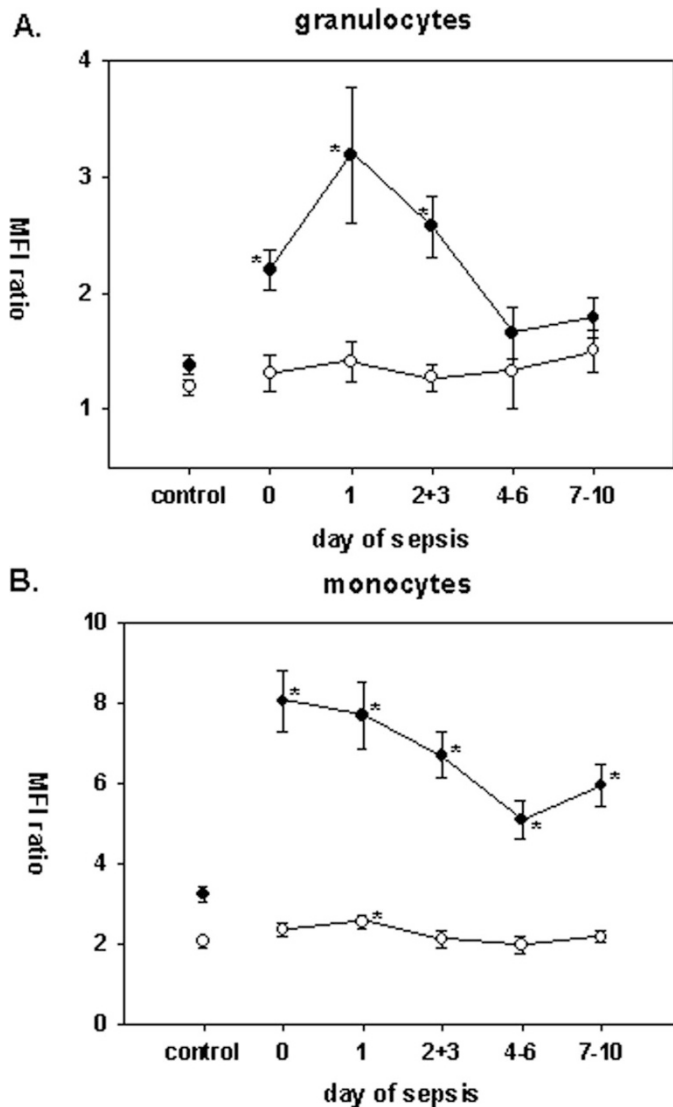 A.
granulocytes
4
3
2
1
MFI ratio
*
*
*
control 0 1 2+3 4-6 7-10
day of sepsis
B.
monocytes
10
8
6
4
2
0
MFI ratio
*
*
*
*
*
*
control 0 1 2+3 4-6 7-10
day of sepsis